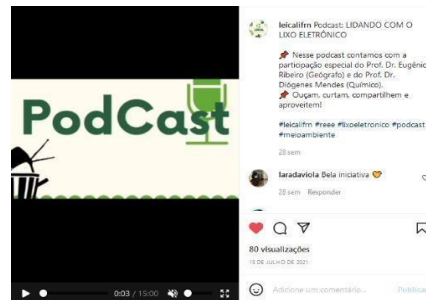 leicalifrn Podcast: LIDANDO COM O
LIXO ELETRÔNICO
📌 Nesse podcast contamos com a
participação especial do Prof. Dr. Eugênio
Ribeiro (Geógrafo) e do Prof. Dr.
Diógenes Mendes (Químico).
📌 Ouçam, curtam, compartilhem e
aproveitem!
#leicalifrn #reee #lixoeletronico #podcast
#meioambiente
28 sem
laradaviola Bela iniciativa 🧡
28 sem Responder
80 visualizações
15 DE JULHO DE 2021
Adicione um comentário...
Publicar
PodCast
0:03 / 15:00